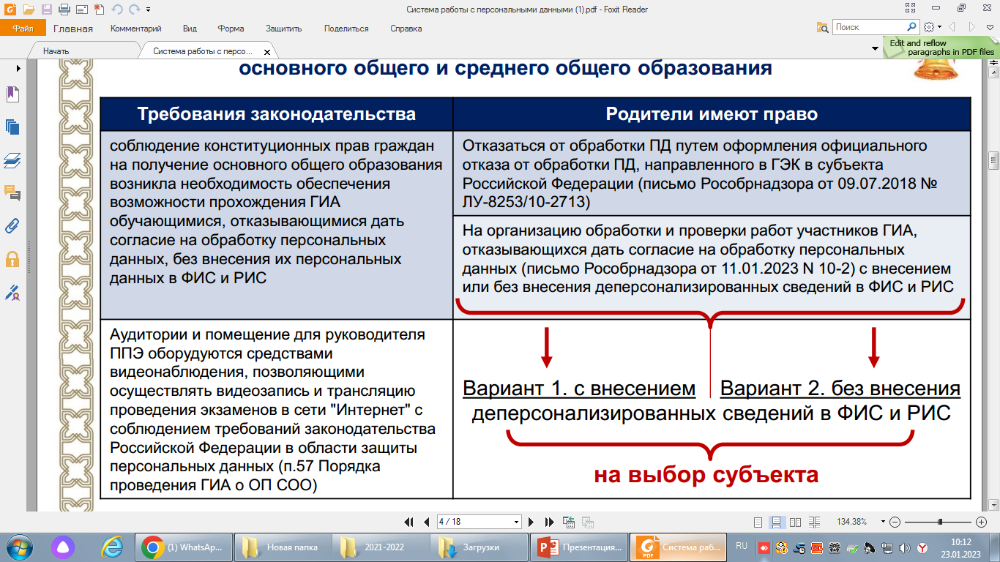 Система работы с персональными данными (1).pdf - Foxit Reader
Файл
Главная
Комментарий
Вид
Форма
Защитить
Поделиться
Справка
Поиск
Начать
Система работы с персо...
Edit and reflow
paragraphs in PDF files
основного общего и среднего общего образования
Требования законодательства
соблюдение конституционных прав граждан
на получение основного общего образования
возникла необходимость обеспечения
возможности прохождения ГИА
обучающимися, отказывающимися дать
согласие на обработку персональных
данных, без внесения их персональных
данных в ФИС и РИС
Родители имеют право
Отказаться от обработки ПД путем оформления официального
отказа от обработки ПД, направленного в ГЭК в субъекта
Российской Федерации (письмо Рособрнадзора от 09.07.2018 №
ЛУ-8253/10-2713)
На организацию обработки и проверки работ участников ГИА,
отказывающихся дать согласие на обработку персональных
данных (письмо Рособрнадзора от 11.01.2023 N 10-2) с внесением
или без внесения деперсонализированных сведений в ФИС и РИС
Аудитории и помещение для руководителя
ППЭ оборудуются средствами
видеонаблюдения, позволяющими
осуществлять видеозапись и трансляцию
проведения экзаменов в сети "Интернет" с
соблюдением требований законодательства
Российской Федерации в области защиты
персональных данных (п.57 Порядка
проведения ГИА о ОП СОО)
Вариант 1. с внесением Вариант 2. без внесения
деперсонализированных сведений в ФИС и РИС
на выбор субъекта
4 / 18
134.38%
(1) WhatsAp...
Новая папка
2021-2022
Загрузки
Презентация...
Система раб...
RU
10:12
23.01.2023